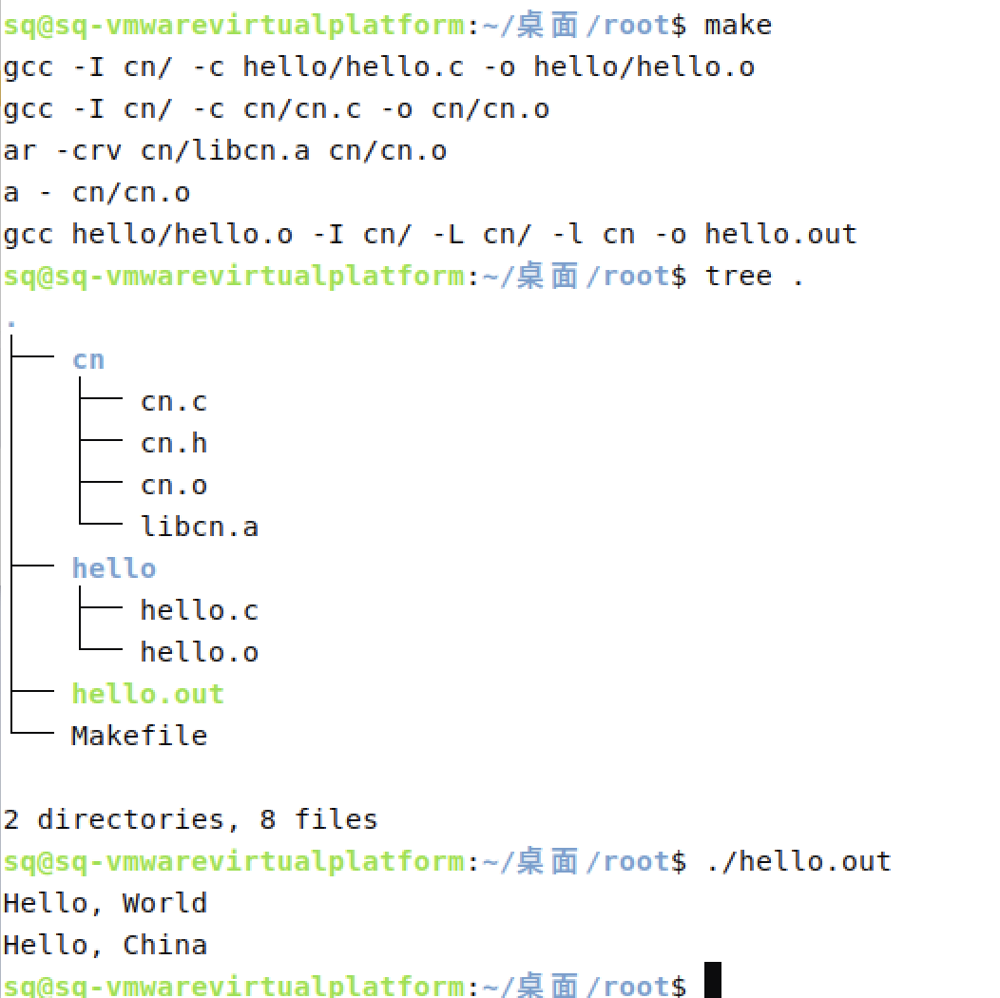 sq@sq-vmwarevirtualplatform:~/桌面/root$ make
gcc -I cn/ -c hello/hello.c -o hello/hello.o
gcc -I cn/ -c cn/cn.c -o cn/cn.o
ar -crv cn/libcn.a cn/cn.o
a - cn/cn.o
gcc hello/hello.o -I cn/ -L cn/ -l cn -o hello.out
sq@sq-vmwarevirtualplatform:~/桌面/root$ tree .
.
├── cn
│   ├── cn.c
│   ├── cn.h
│   ├── cn.o
│   └── libcn.a
├── hello
│   ├── hello.c
│   └── hello.o
├── hello.out
└── Makefile
2 directories, 8 files
sq@sq-vmwarevirtualplatform:~/桌面/root$ ./hello.out
Hello, World
Hello, China
sq@sq-vmwarevirtualplatform:~/桌面/root$